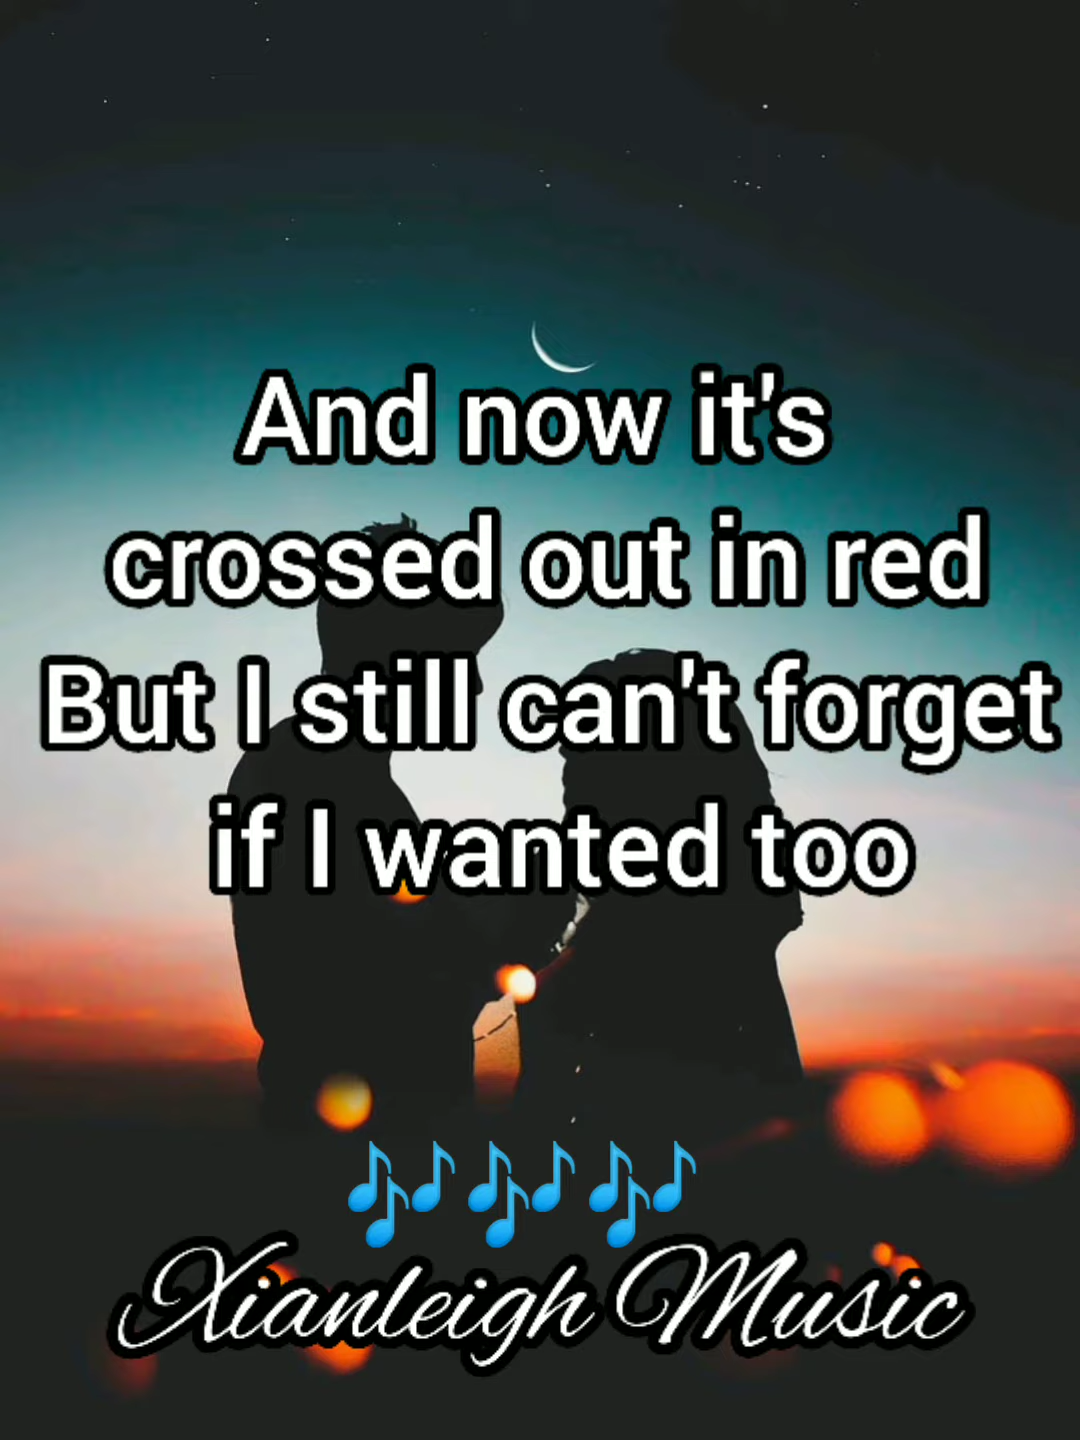 And now it's
crossed out in red
But I still can't forget
if I wanted too
Xianleigh Music